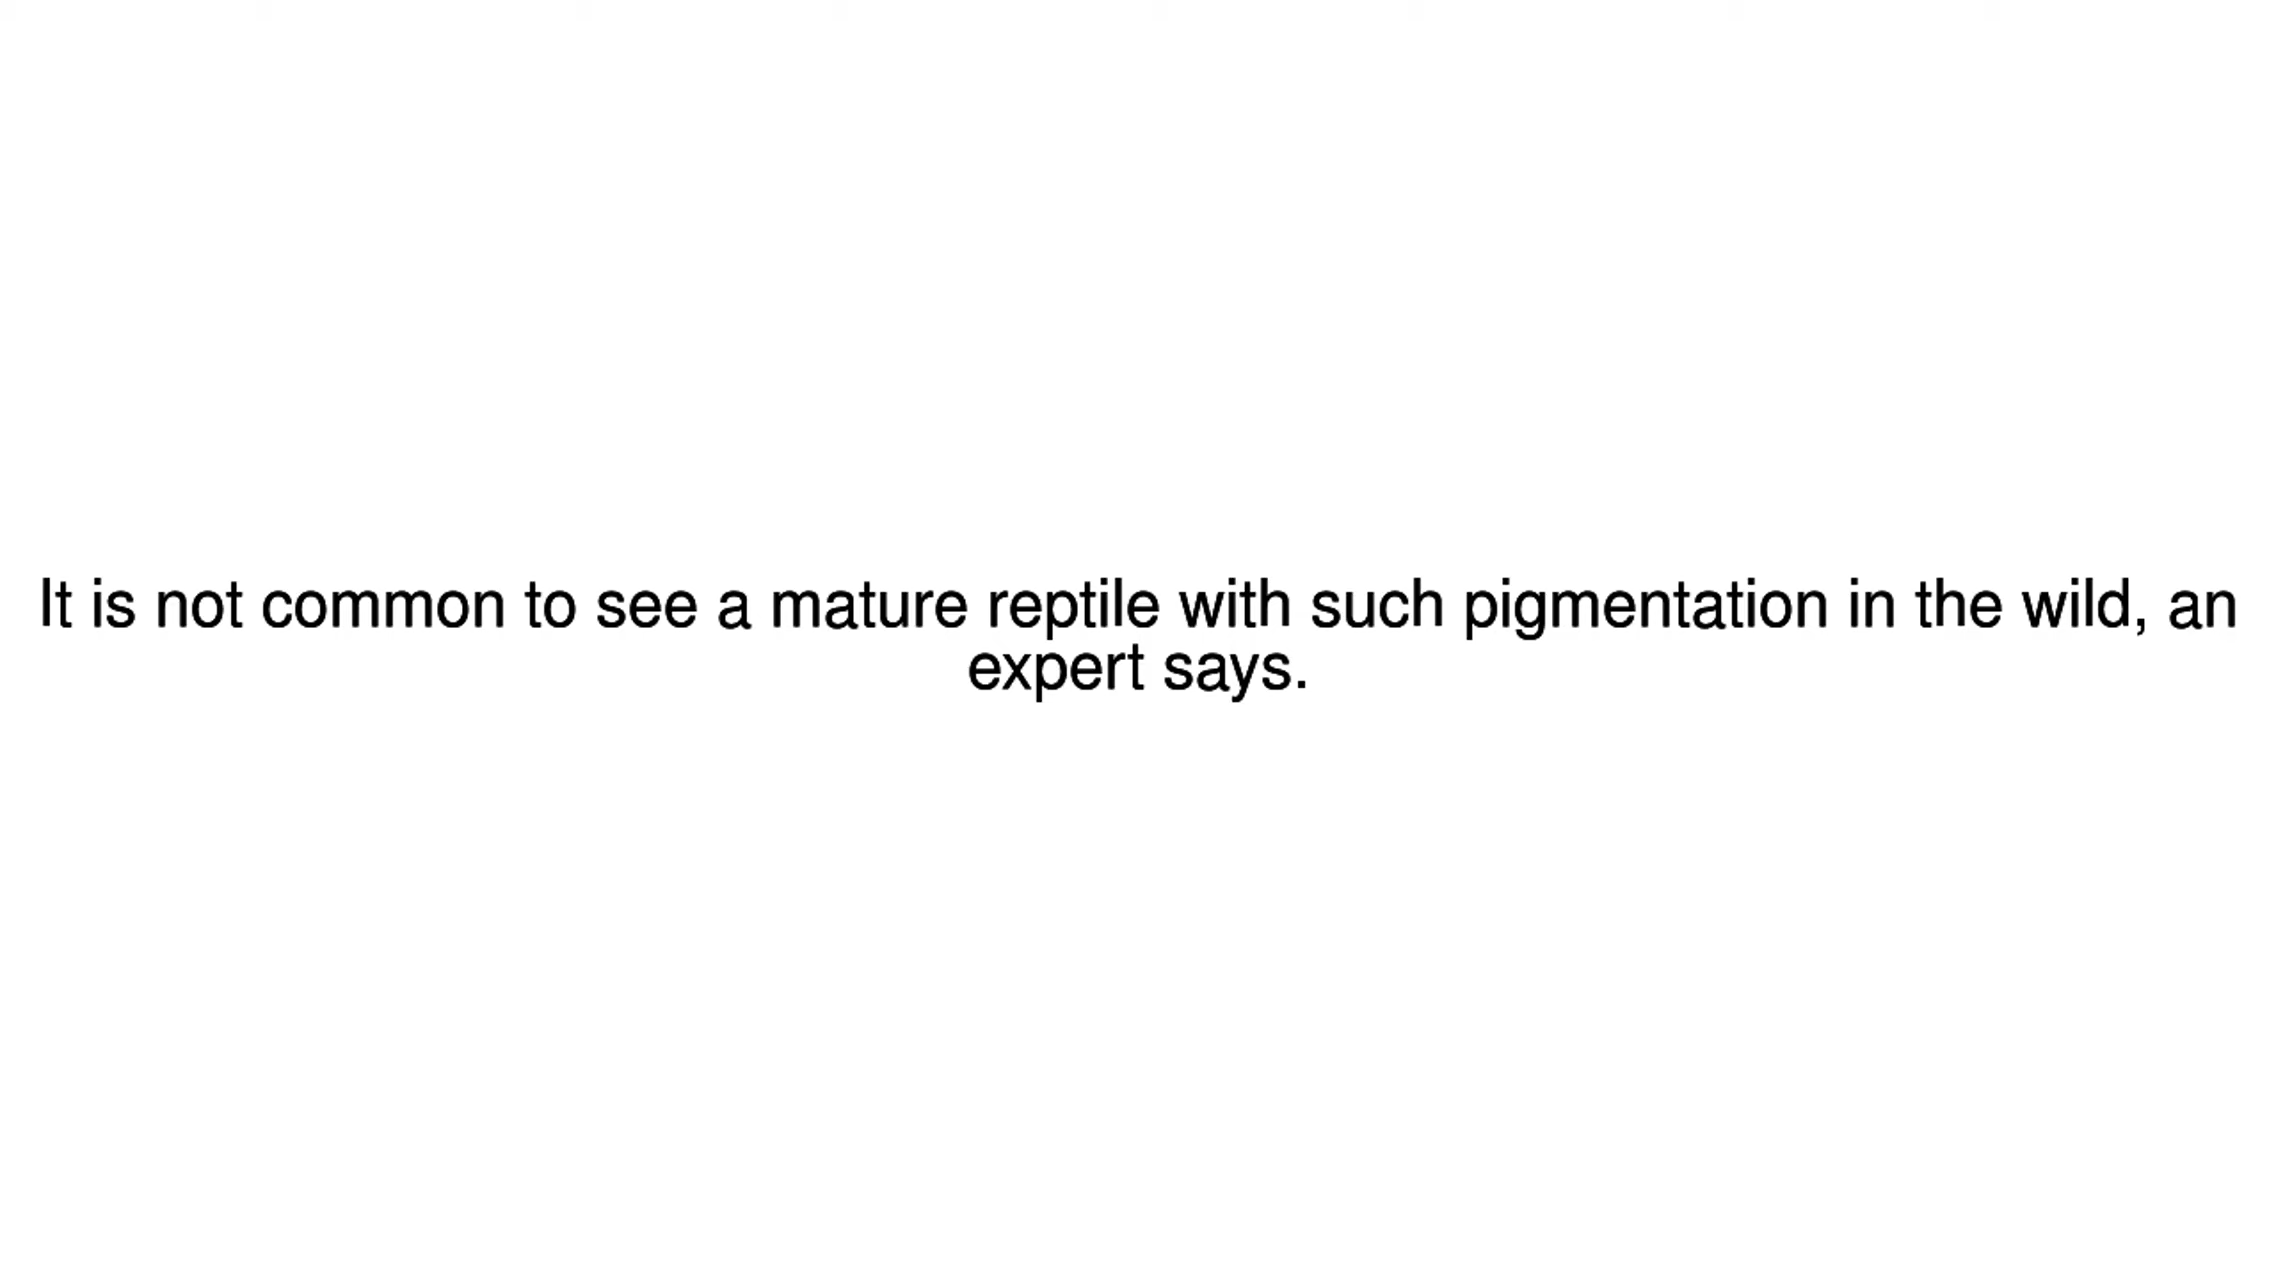 It is not common to see a mature reptile with such pigmentation in the wild, an
expert says.